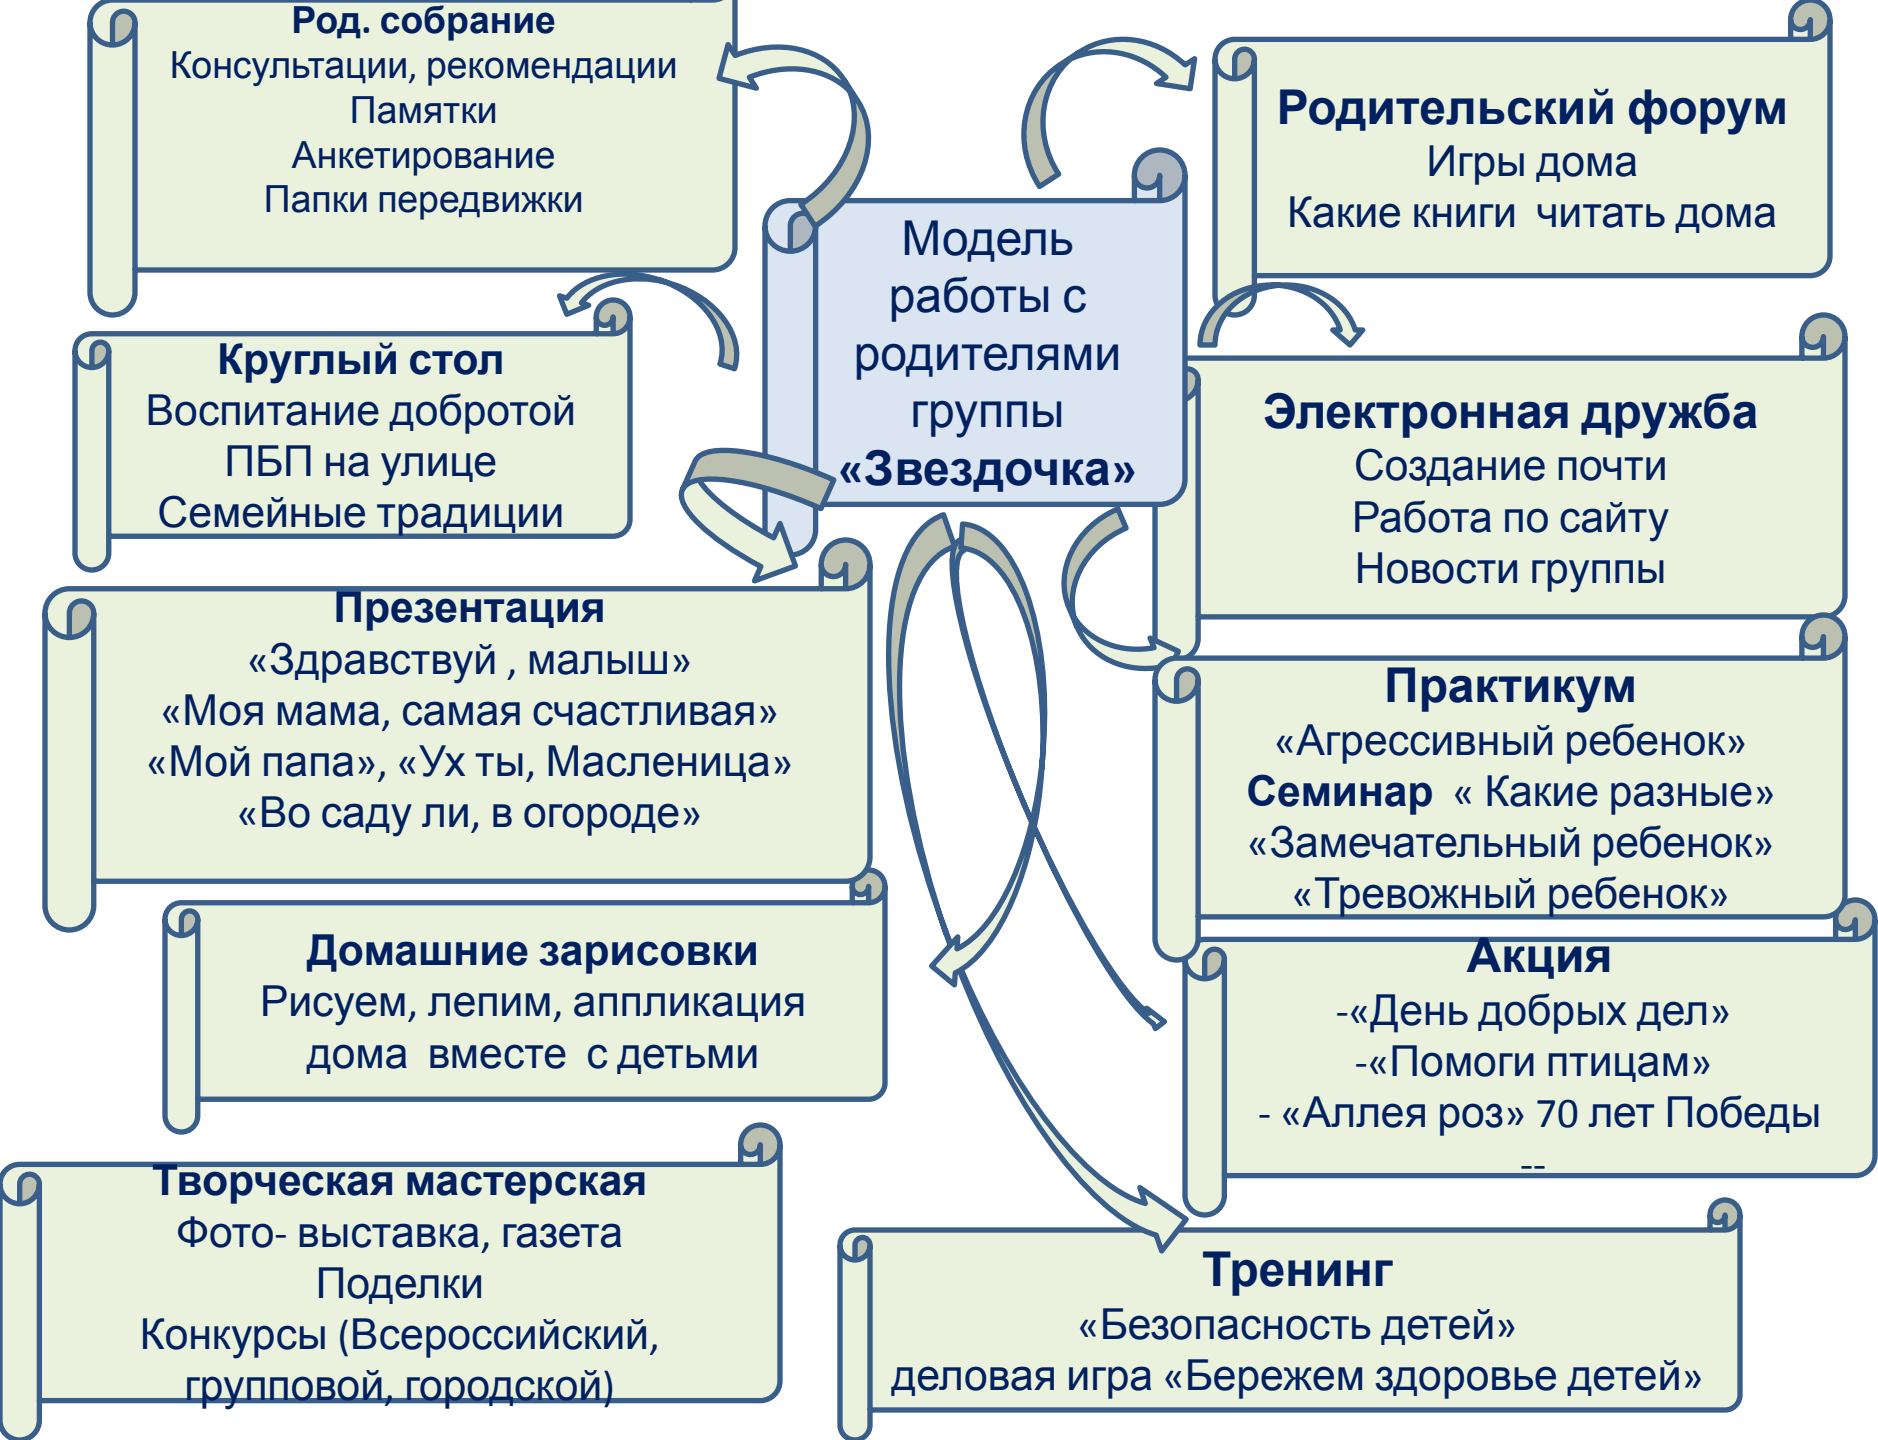 Род. собрание
Консультации, рекомендации
Памятки
Анкетирование
Папки передвижки
Родительский форум
Игры дома
Какие книги читать дома
Модель
работы с
родителями
группы
«Звездочка»
Круглый стол
Воспитание добротой
ПБП на улице
Семейные традиции
Электронная дружба
Создание почти
Работа по сайту
Новости группы
Презентация
«Здравствуй , малыш»
«Моя мама, самая счастливая»
«Мой папа», «Ух ты, Масленица»
«Во саду ли, в огороде»
Практикум
«Агрессивный ребенок»
Семинар « Какие разные»
«Замечательный ребенок»
«Тревожный ребенок»
Домашние зарисовки
Рисуем, лепим, аппликация
дома вместе с детьми
Акция
-«День добрых дел»
-«Помоги птицам»
- «Аллея роз» 70 лет Победы
--
Творческая мастерская
Фото- выставка, газета
Поделки
Конкурсы (Всероссийский,
групповой, городской)
Тренинг
«Безопасность детей»
деловая игра «Бережем здоровье детей»